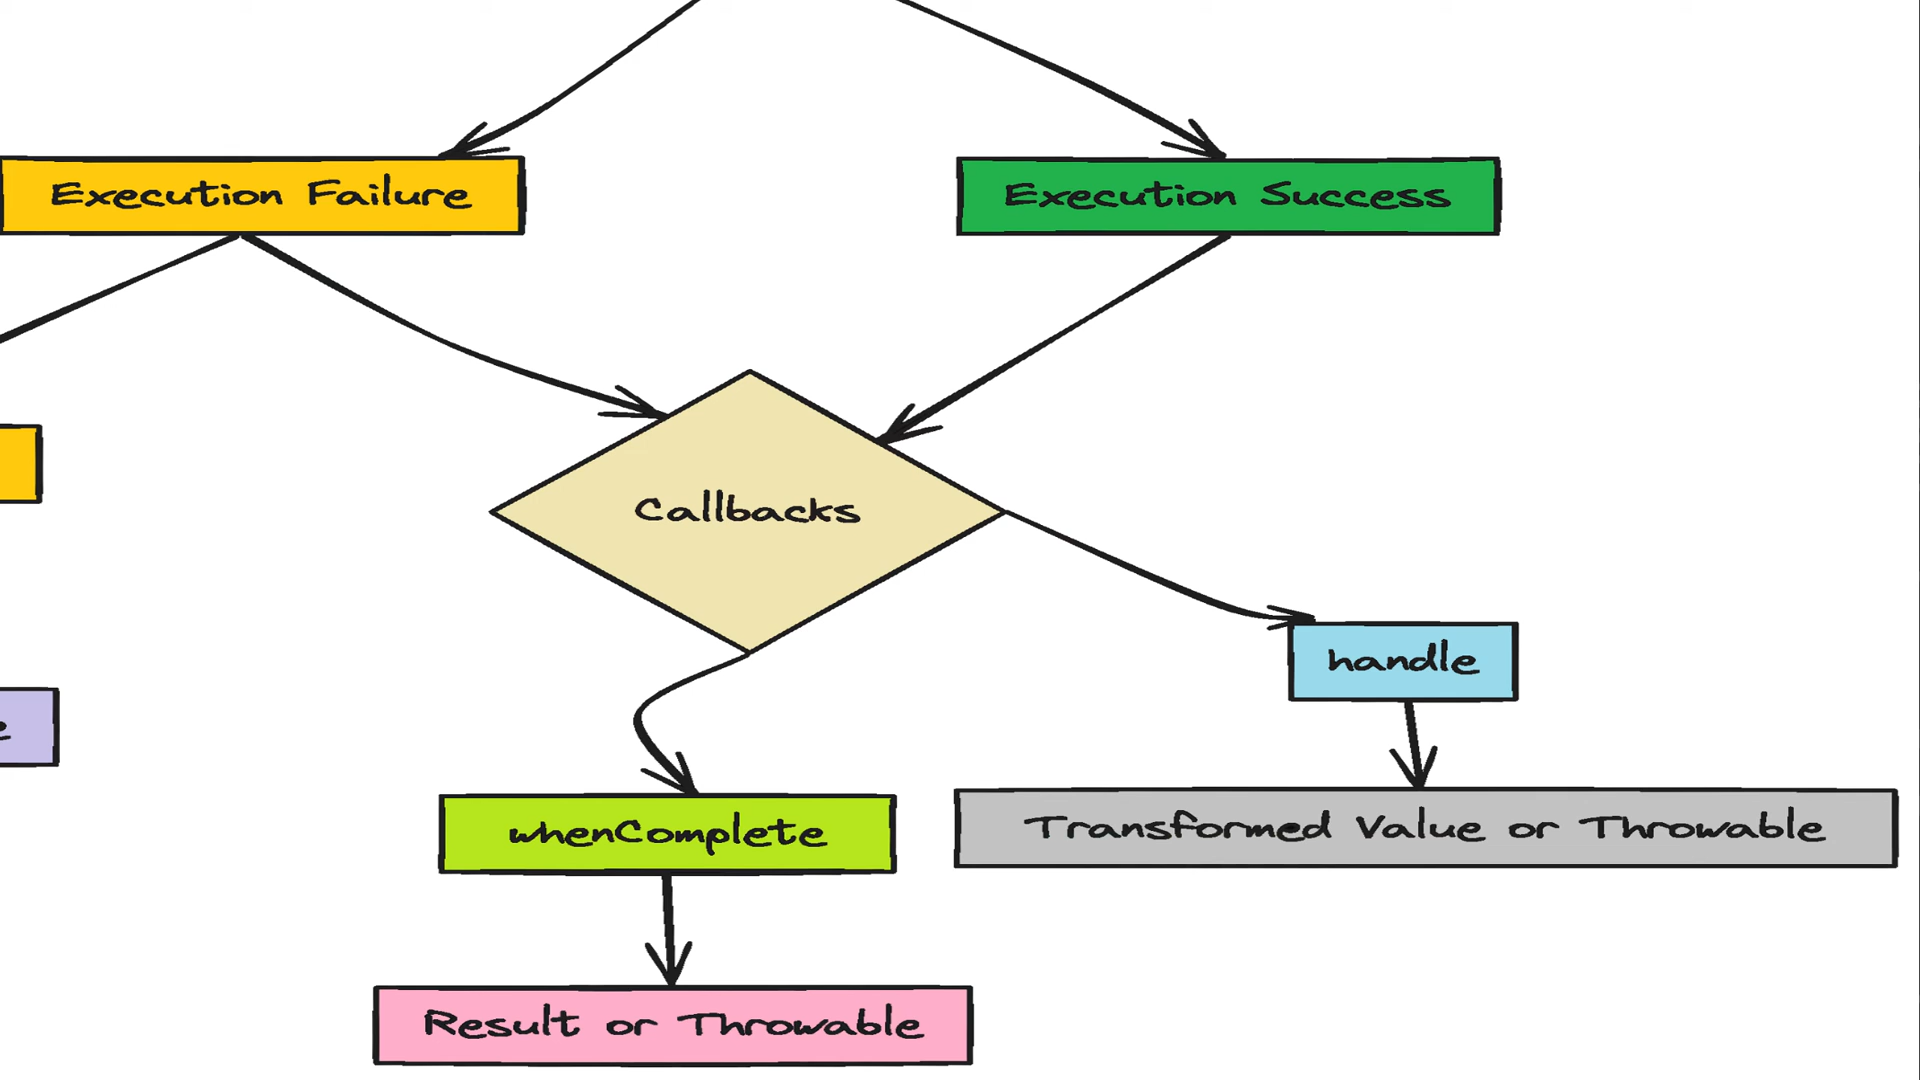 Execution Failure
Execution Success
Callbacks
handle
e
whenComplete
Transformed Value or Throwable
Result or Throwable